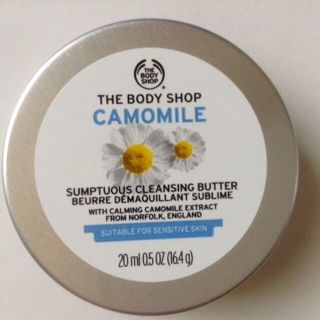 THE
BODY
SHOP
THE BODY SHOP
CAMOMILE
SUMPTUOUS CLEANSING BUTTER
BEURRE DÉMAQUILLANT SUBLIME
WITH CALMING CAMOMILE EXTRACT
FROM NORFOLK, ENGLAND
SUITABLE FOR SENSITIVE SKIN
20 ml 0.5 OZ (16.4 g)